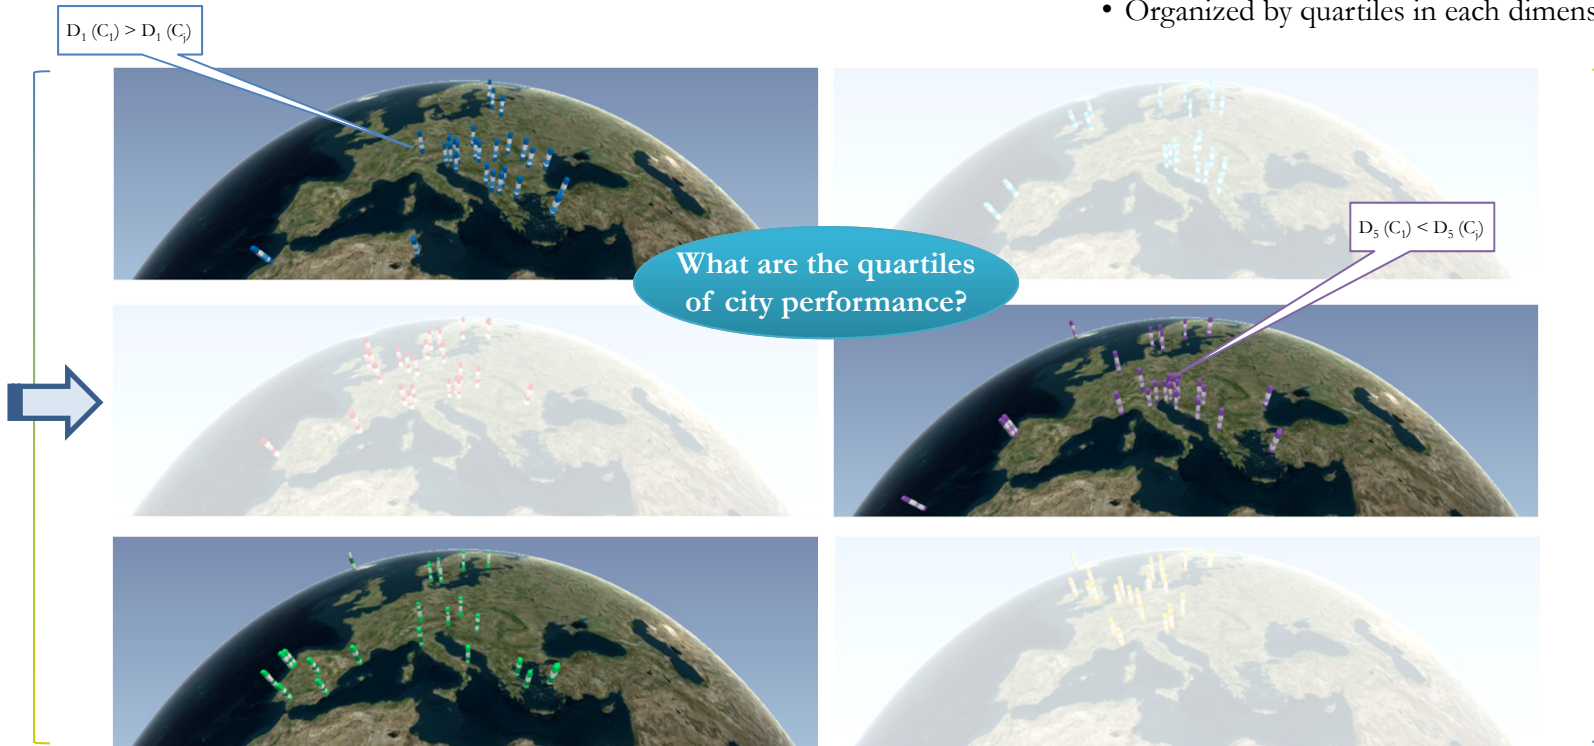 • Organized by quartiles in each dimens
D₁ (C₁) > D₁ (Cⱼ)
D₅ (C₁) < D₅ (Cⱼ)
What are the quartiles
of city performance?